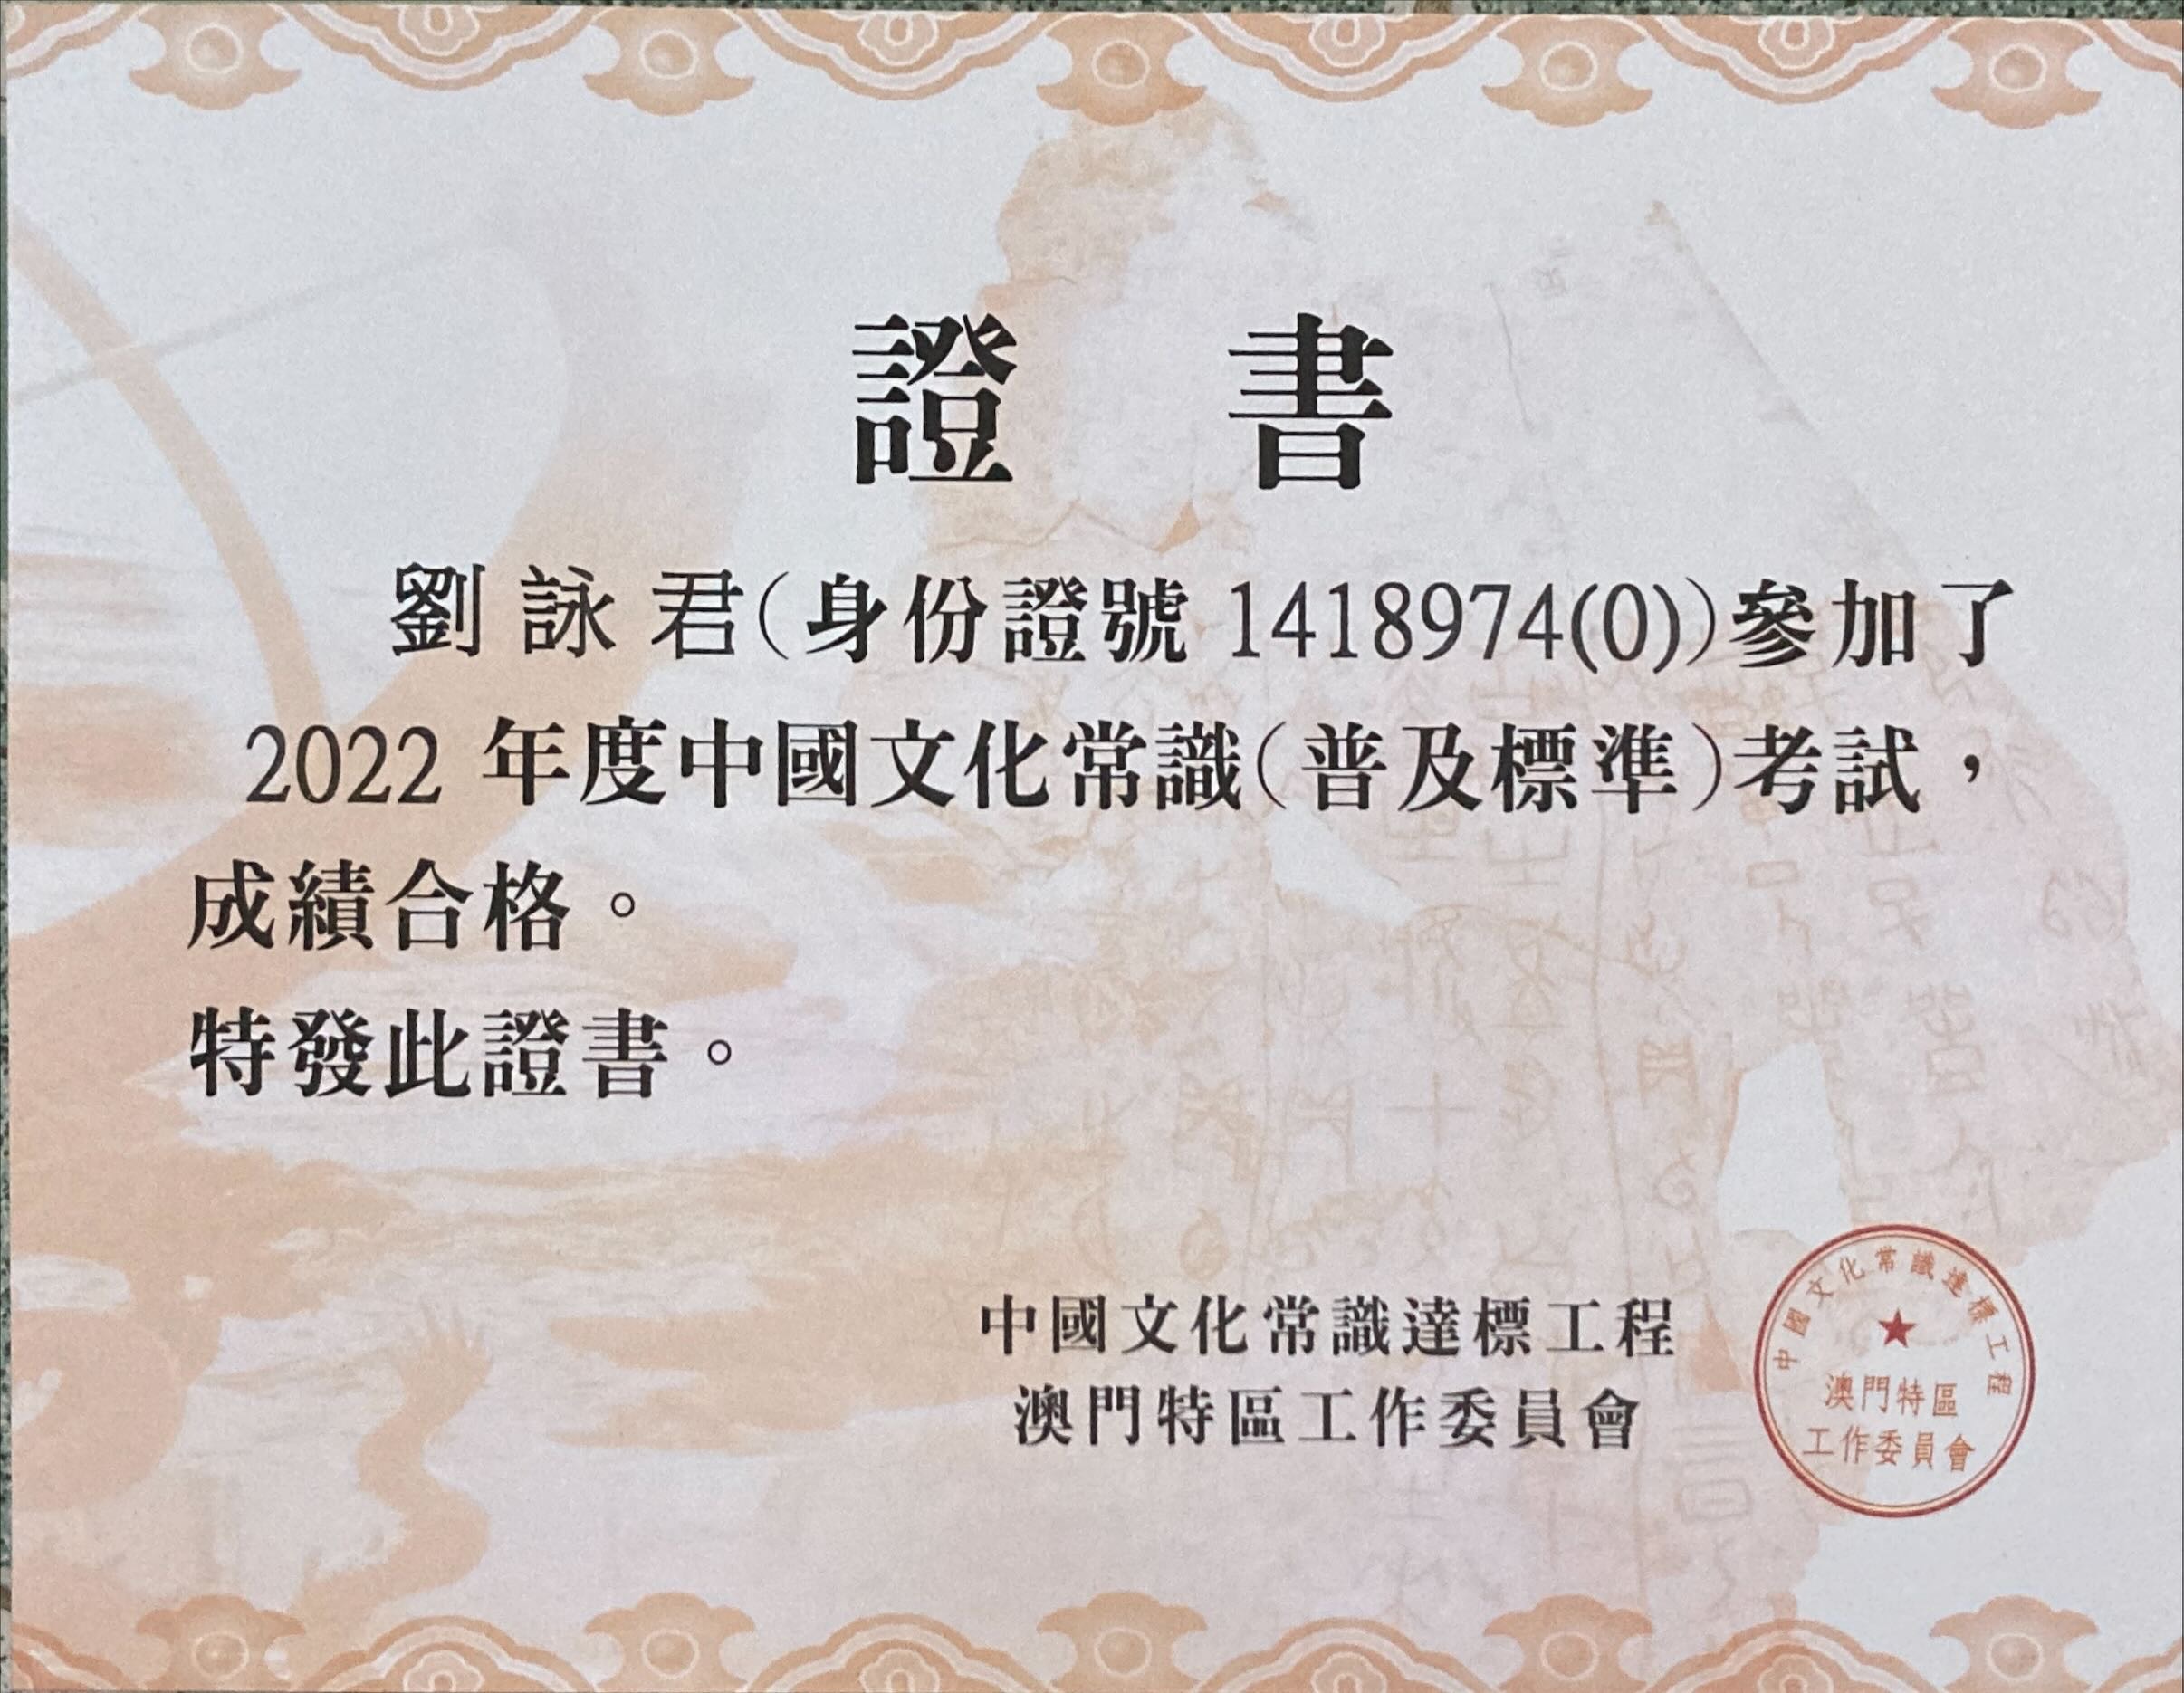 證 書
劉詠君(身份證號 1418974(0))參加了
2022 年度中國文化常識(普及標準)考試，
成績合格。
特發此證書。
中國文化常識達標工程
澳門特區工作委員會
中國文化常識達標工程
澳門特區
工作委員會